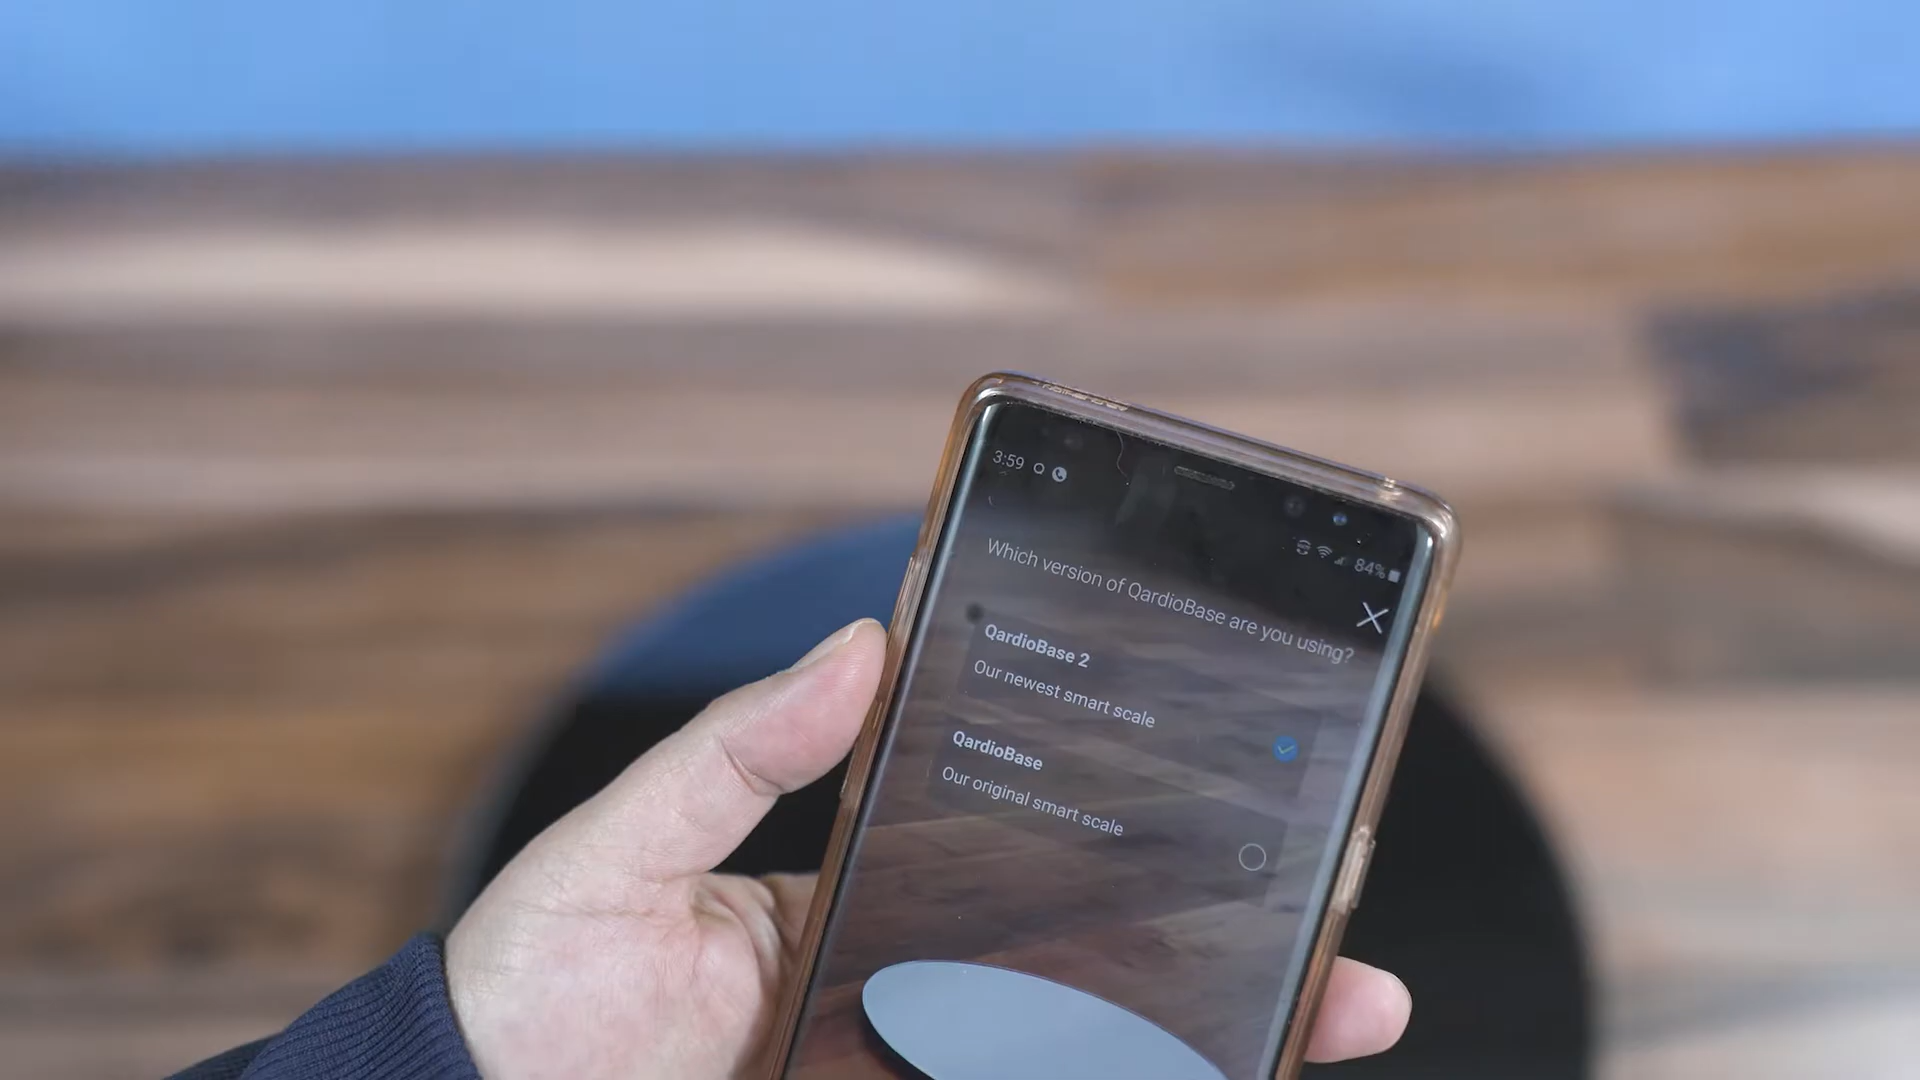 3:59
84%
Which version of QardioBase are you using?
QardioBase 2
Our newest smart scale
QardioBase
Our original smart scale